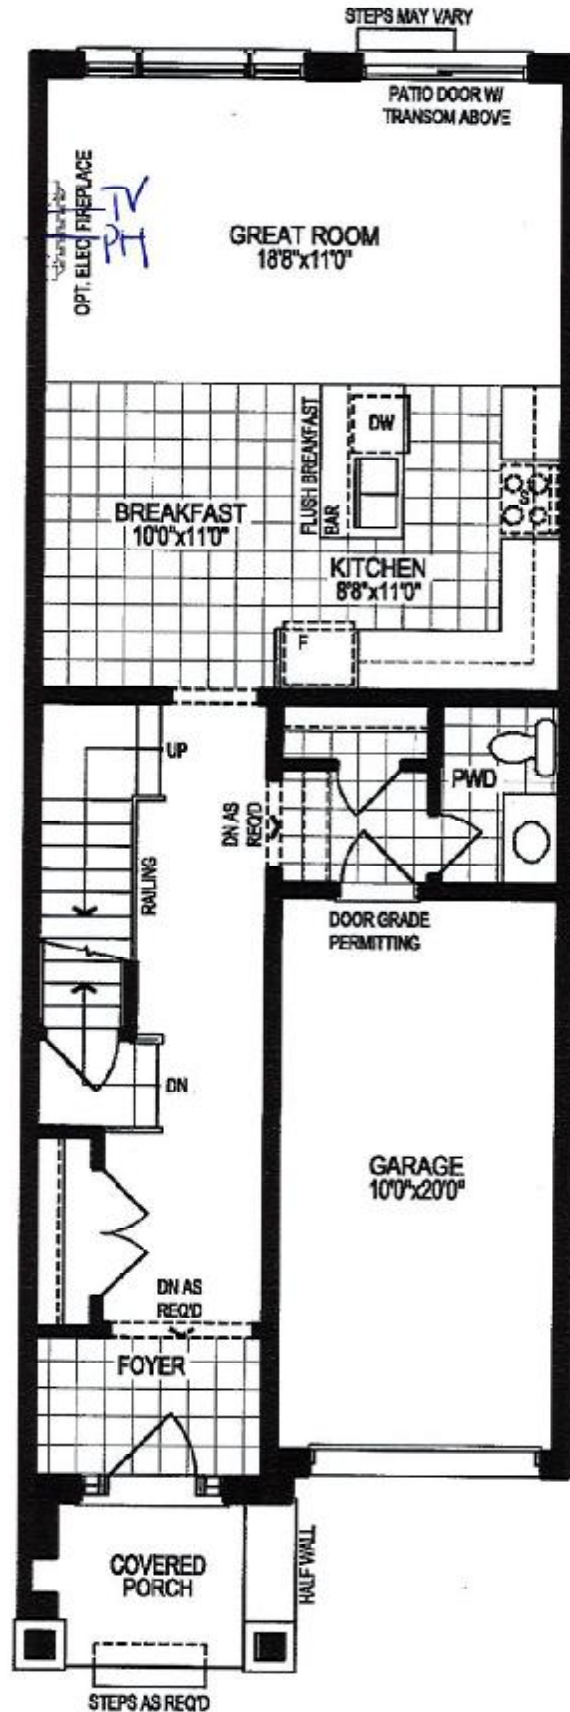 STEPS MAY VARY
PATIO DOOR W/
TRANSOM ABOVE
OPT. ELEC. FIREPLACE
TV
PH
GREAT ROOM
18'8"x11'0"
FLUSH BREAKFAST
BAR
DW
S
BREAKFAST
10'0"x11'0"
KITCHEN
8'8"x11'0"
F
UP
RAILING
DN AS
REQ'D
PWD
DOOR GRADE
PERMITTING
DN
GARAGE
10'0"x20'0"
DN AS
REQ'D
FOYER
COVERED
PORCH
HALF WALL
STEPS AS REQ'D